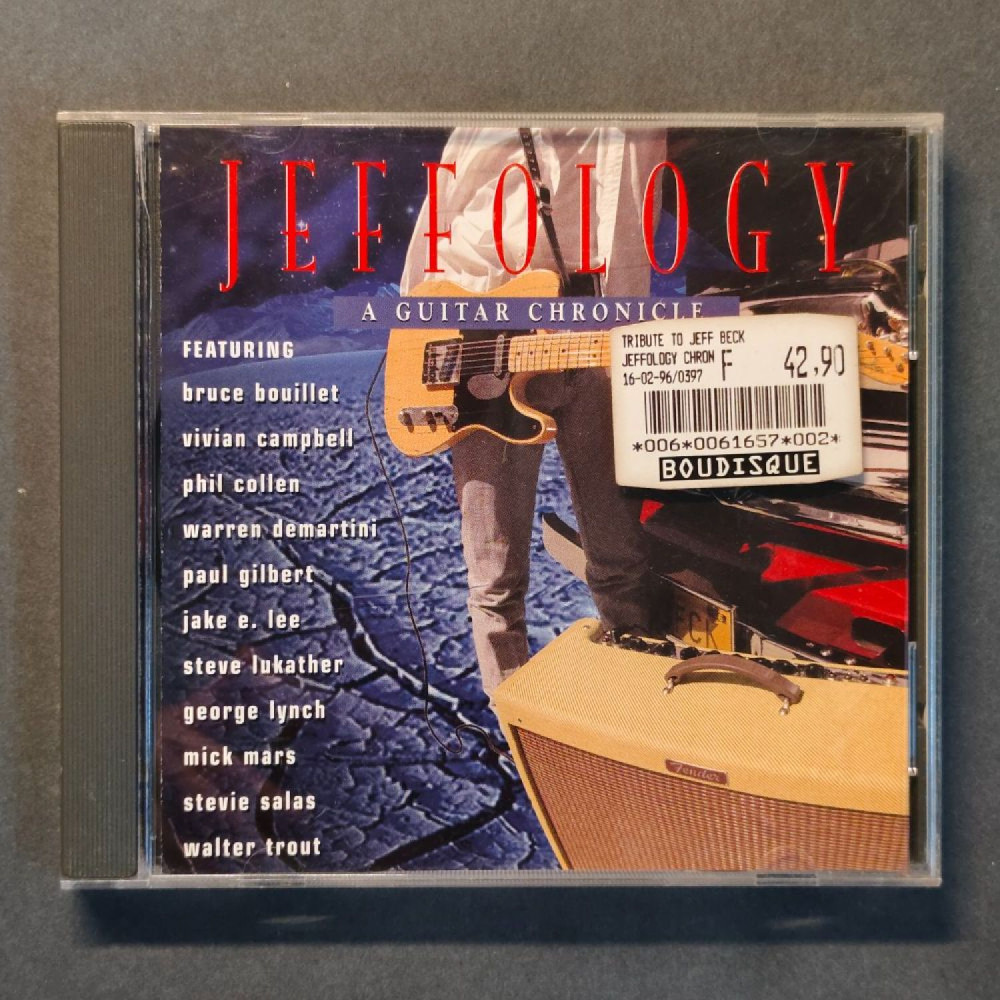 JEFFOLOGY
A GUITAR CHRONICLE
TRIBUTE TO JEFF BECK
JEFFOLOGY CHRON F 42,90
16-02-96/0397
*006*0061657*002*
BOUDISQUE
FEATURING
bruce bouillet
vivian campbell
phil collen
warren demartini
paul gilbert
jake e. lee
steve lukather
george lynch
mick mars
stevie salas
walter trout
ECK
Fender